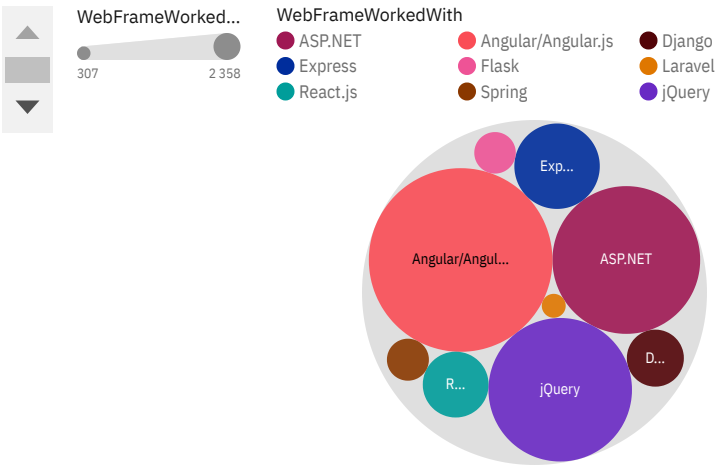 WebFrameWorked...
307
2 358
WebFrameWorkedWith
ASP.NET
Angular/Angular.js
Django
Express
Flask
Laravel
React.js
Spring
jQuery
Exp...
Angular/Angul...
ASP.NET
D...
R...
jQuery